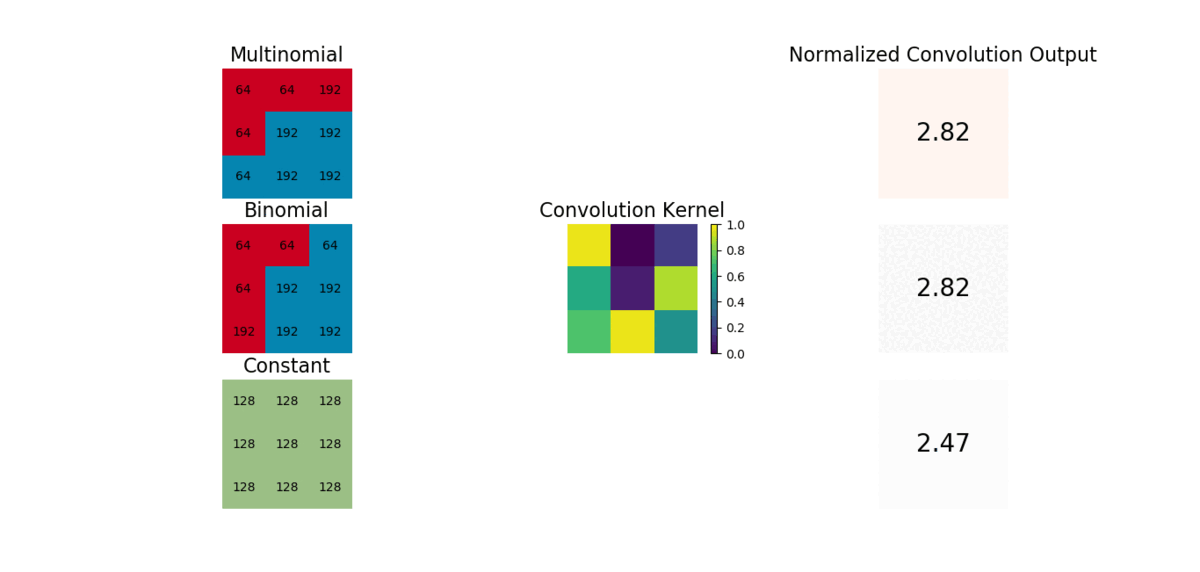 Multinomial
64 64 192
64 192 192
64 192 192
Normalized Convolution Output
2.82
Binomial
64 64 64
64 192 192
192 192 192
Convolution Kernel
1.0
0.8
0.6
0.4
0.2
0.0
2.82
Constant
128 128 128
128 128 128
128 128 128
2.47